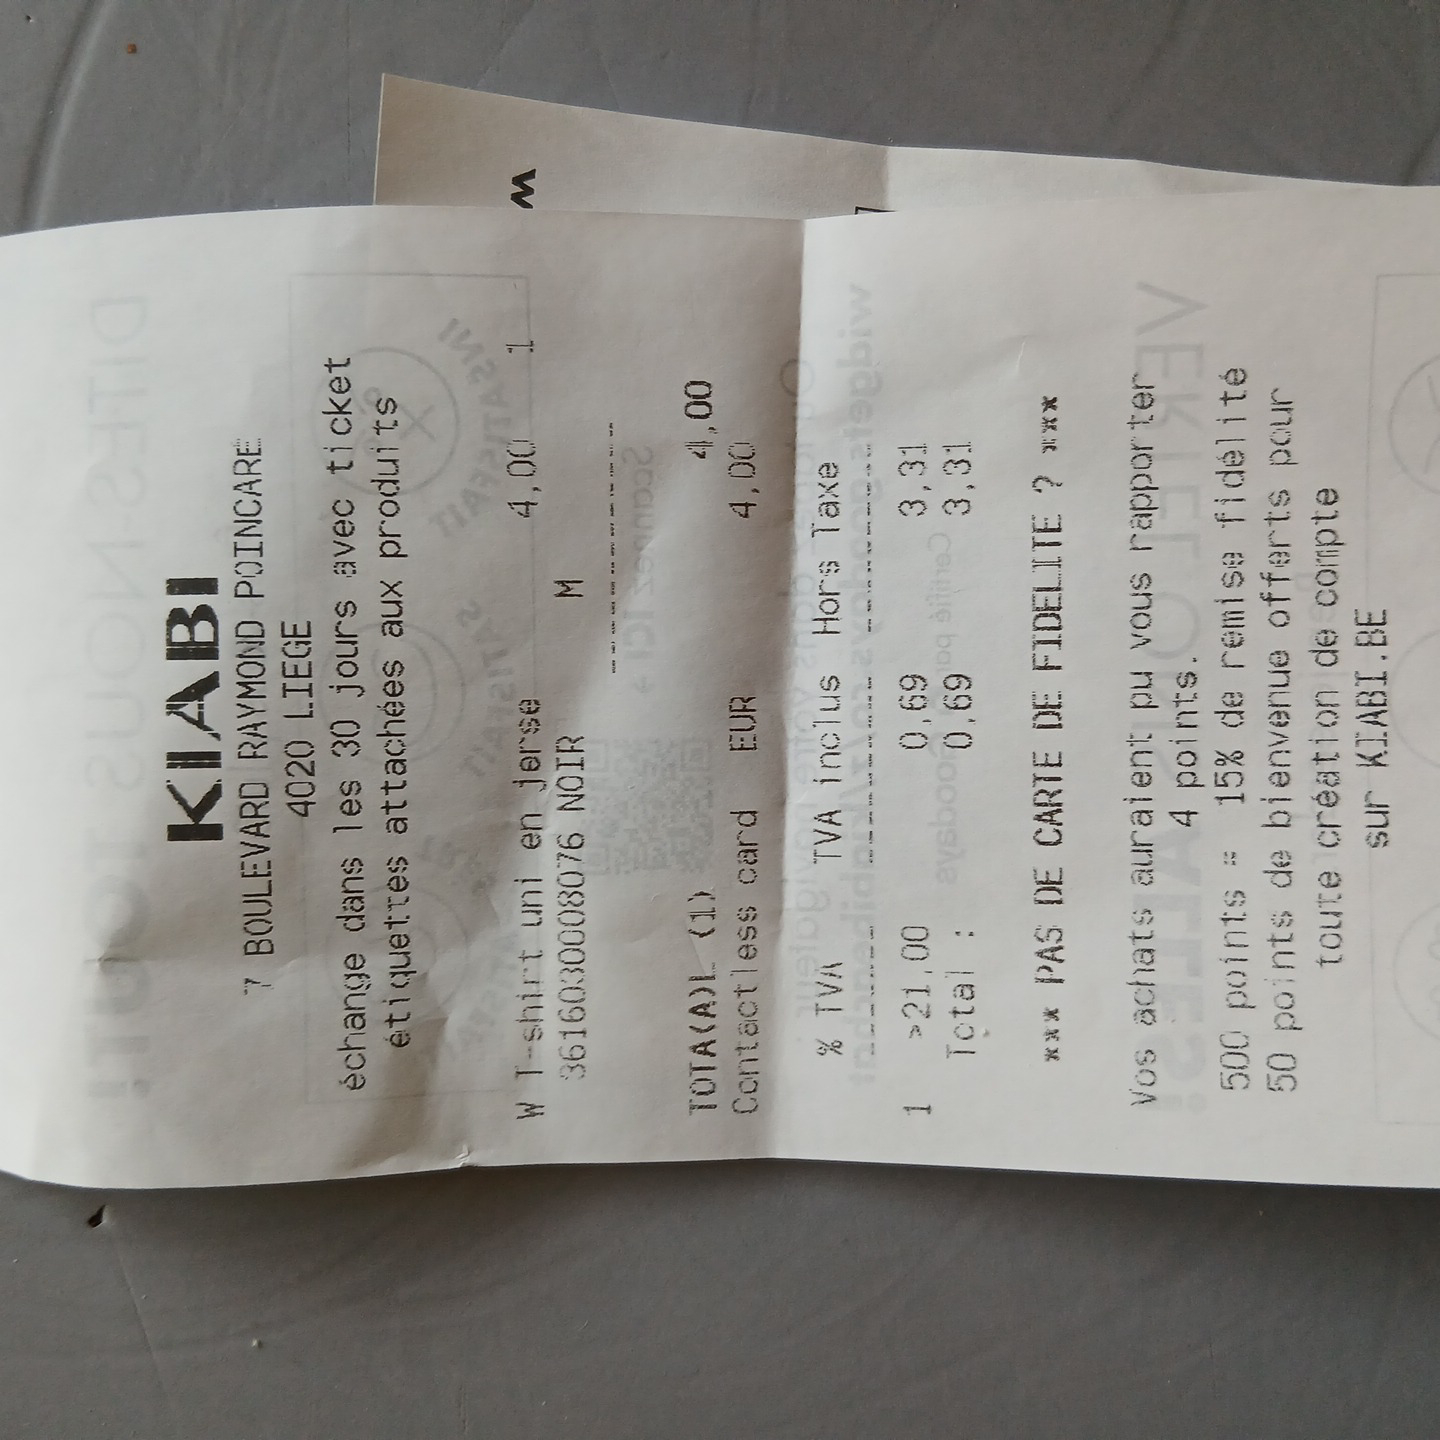 KIABI
7 BOULEVARD RAYMOND POINCARE
4020 LIEGE
échange dans les 30 jours avec ticket
étiquettes attachées aux produits
W T-shirt uni en jerse 4,00 1
3616030008076 NOIR M
TOTA(A)L (1) 4,00
Contactless card EUR 4,00
% TVA TVA inclus Hors Taxe
1 >21,00 0,69 3,31
Total : 0,69 3,31
*** PAS DE CARTE DE FIDELITE ? ***
Vos achats auraient pu vous rapporter
4 points.
500 points = 15% de remise fidélité
50 points de bienvenue offerts pour
toute création de compte
sur KIABI.BE